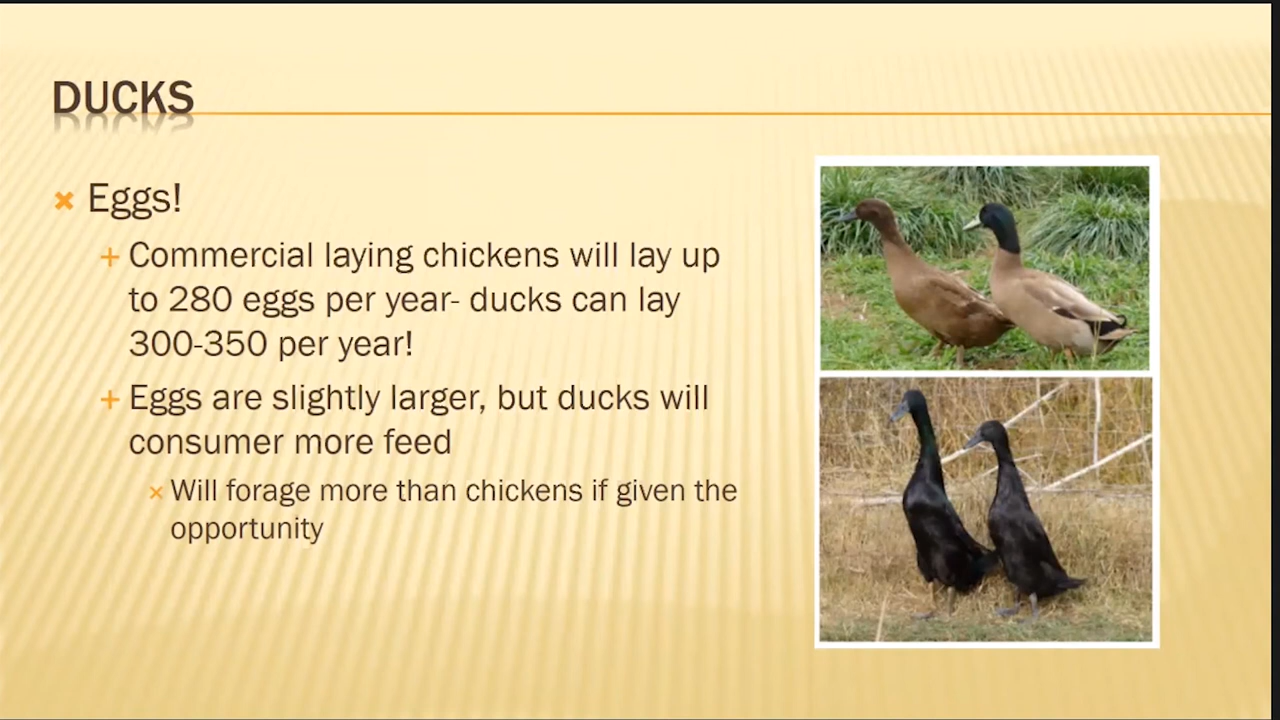 DUCKS
Eggs!
Commercial laying chickens will lay up
to 280 eggs per year- ducks can lay
300-350 per year!
Eggs are slightly larger, but ducks will
consumer more feed
Will forage more than chickens if given the
opportunity